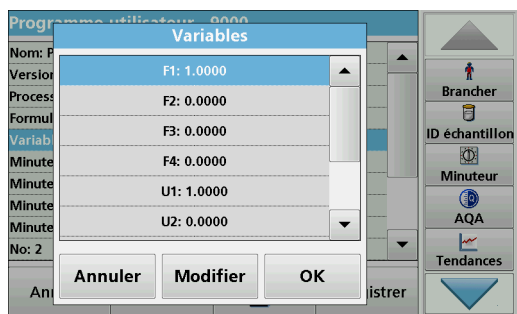 Programme utilisateur 9000
Variables
Nom: P
Version
Process
Formul
Variabl
Minute
Minute
Minute
Minute
No: 2
F1: 1.0000
F2: 0.0000
F3: 0.0000
F4: 0.0000
U1: 1.0000
U2: 0.0000
Annuler
Modifier
OK
An
istrer
Brancher
ID échantillon
Minuteur
AQA
Tendances